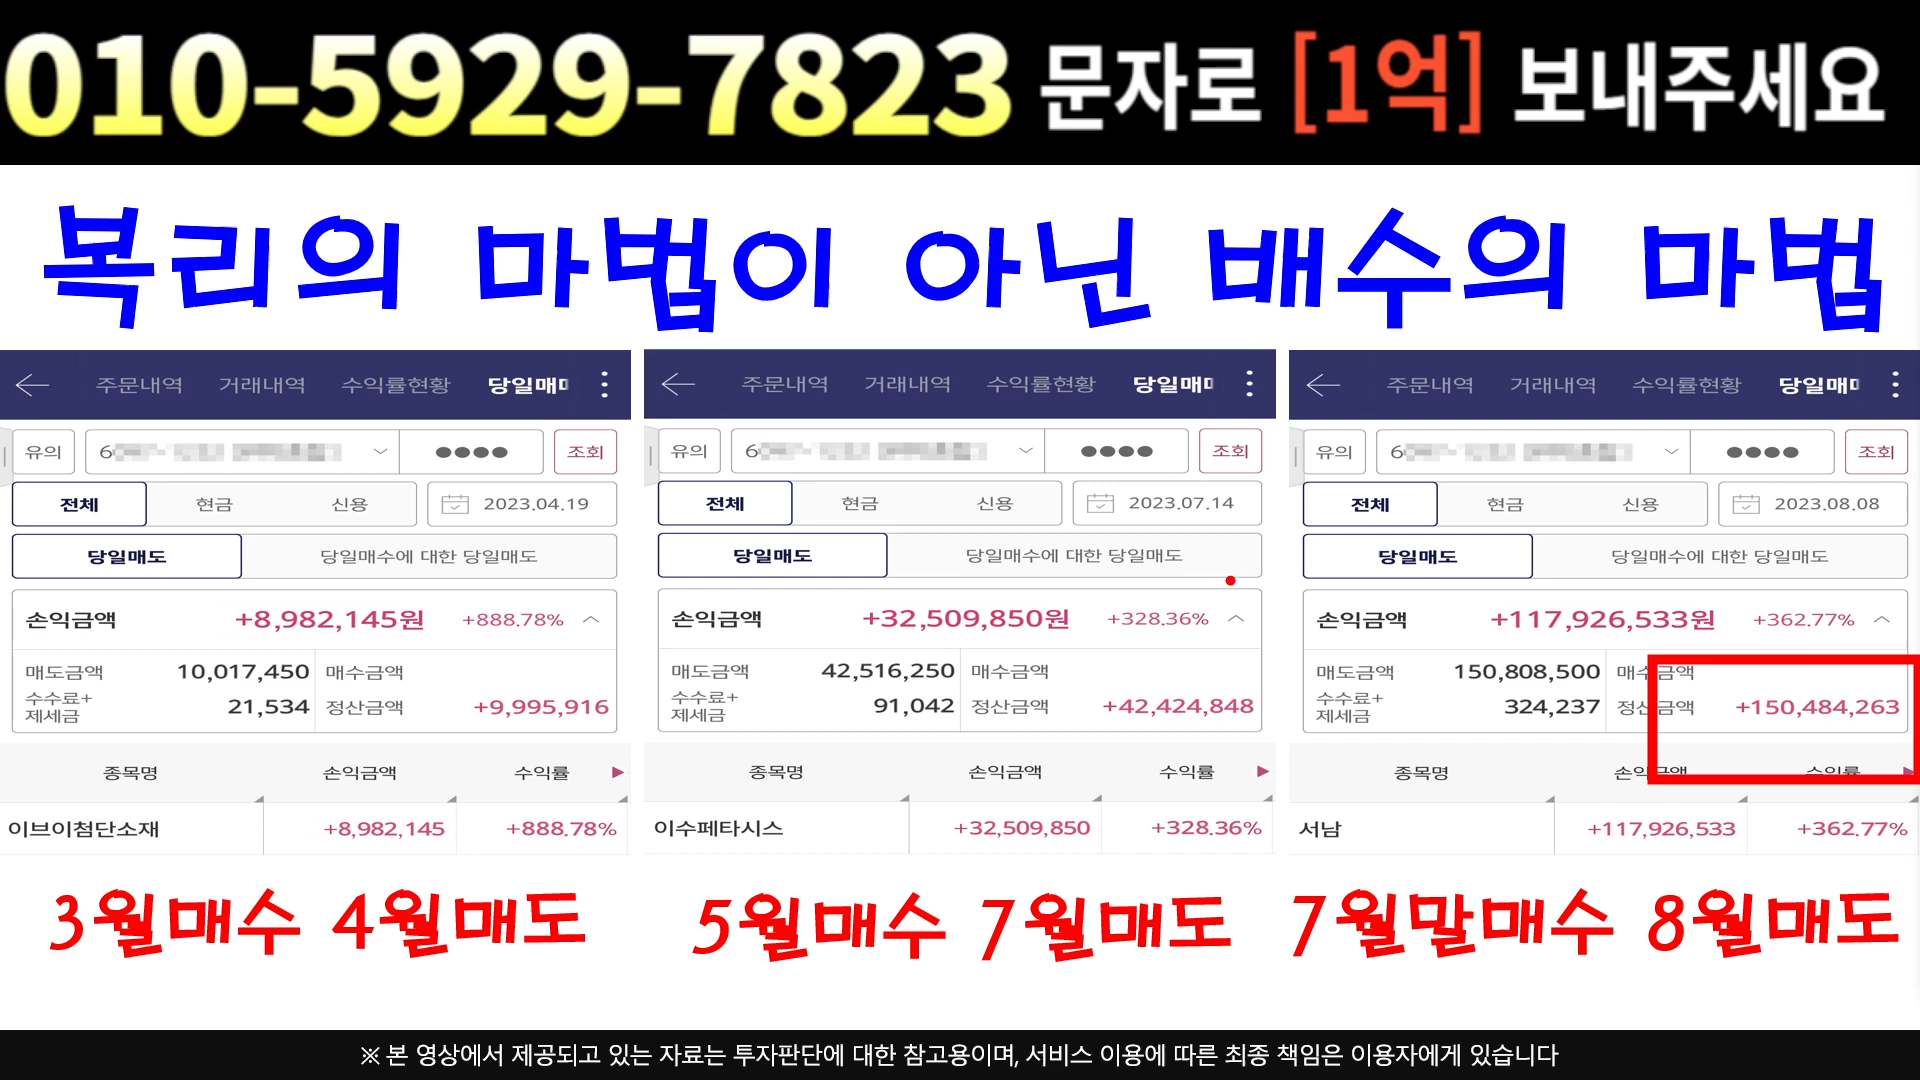 010-5929-7823 문자로 [1억] 보내주세요
복리의 마법이 아닌 배수의 마법
주문내역 거래내역 수익률현황 당일매
유의 6 ●●●● 조회
전체 현금 신용 2023.04.19
당일매도 당일매수에 대한 당일매도
손익금액 +8,982,145원 +888.78%
매도금액 10,017,450 매수금액
수수료+
제세금 21,534 정산금액 +9,995,916
종목명 손익금액 수익률
이브이첨단소재 +8,982,145 +888.78%
3월매수 4월매도
주문내역 거래내역 수익률현황 당일매
유의 6 ●●●● 조회
전체 현금 신용 2023.07.14
당일매도 당일매수에 대한 당일매도
손익금액 +32,509,850원 +328.36%
매도금액 42,516,250 매수금액
수수료+
제세금 91,042 정산금액 +42,424,848
종목명 손익금액 수익률
이수페타시스 +32,509,850 +328.36%
5월매수 7월매도
주문내역 거래내역 수익률현황 당일매
유의 6 ●●●● 조회
전체 현금 신용 2023.08.08
당일매도 당일매수에 대한 당일매도
손익금액 +117,926,533원 +362.77%
매도금액 150,808,500 매수금액
수수료+
제세금 324,237 정산금액 +150,484,263
종목명 손익금액 수익률
서남 +117,926,533 +362.77%
7월말매수 8월매도
※ 본 영상에서 제공되고 있는 자료는 투자판단에 대한 참고용이며, 서비스 이용에 따른 최종 책임은 이용자에게 있습니다